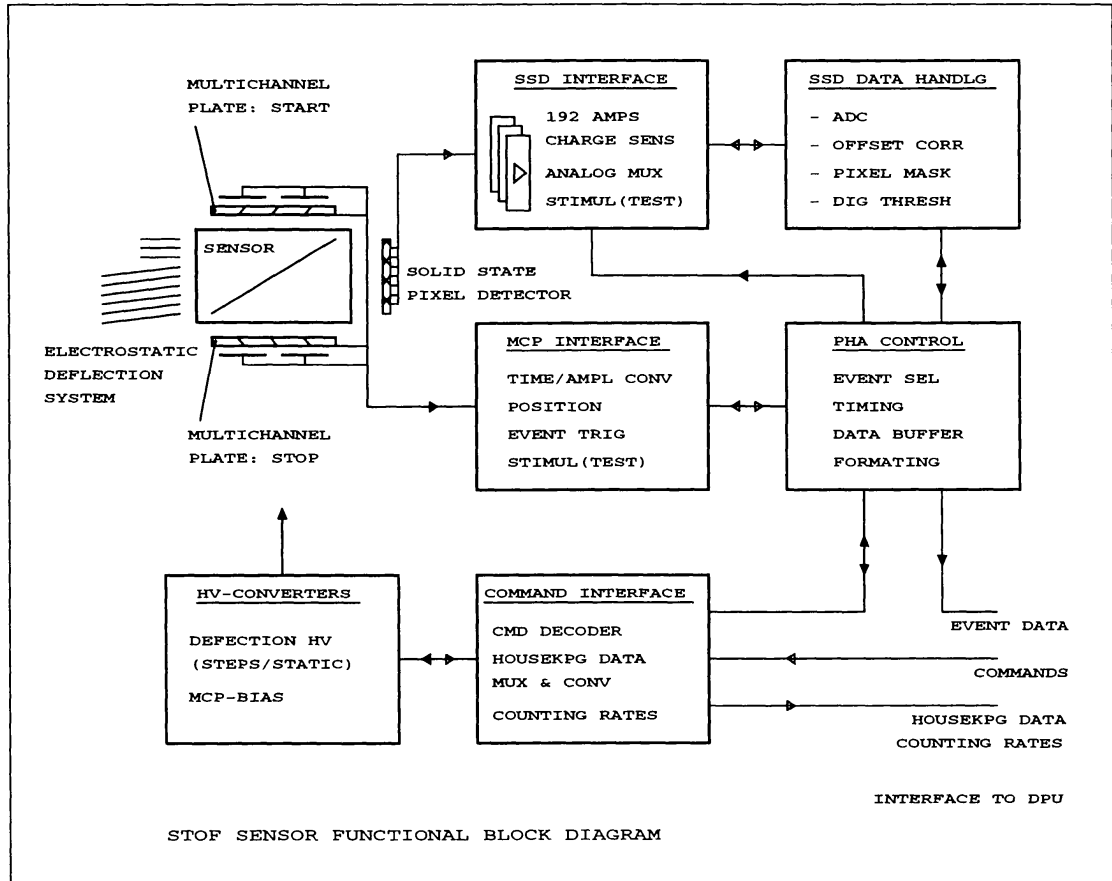 MULTICHANNEL
PLATE: START
SSD INTERFACE
192 AMPS
CHARGE SENS
ANALOG MUX
STIMUL(TEST)
SSD DATA HANDLG
- ADC
- OFFSET CORR
- PIXEL MASK
- DIG THRESH
SENSOR
SOLID STATE
PIXEL DETECTOR
ELECTROSTATIC
DEFLECTION
SYSTEM
MULTICHANNEL
PLATE: STOP
MCP INTERFACE
TIME/AMPL CONV
POSITION
EVENT TRIG
STIMUL(TEST)
PHA CONTROL
EVENT SEL
TIMING
DATA BUFFER
FORMATING
HV-CONVERTERS
DEFECTION HV
(STEPS/STATIC)
MCP-BIAS
COMMAND INTERFACE
CMD DECODER
HOUSEKPG DATA
MUX & CONV
COUNTING RATES
EVENT DATA
COMMANDS
HOUSEKPG DATA
COUNTING RATES
INTERFACE TO DPU
STOF SENSOR FUNCTIONAL BLOCK DIAGRAM